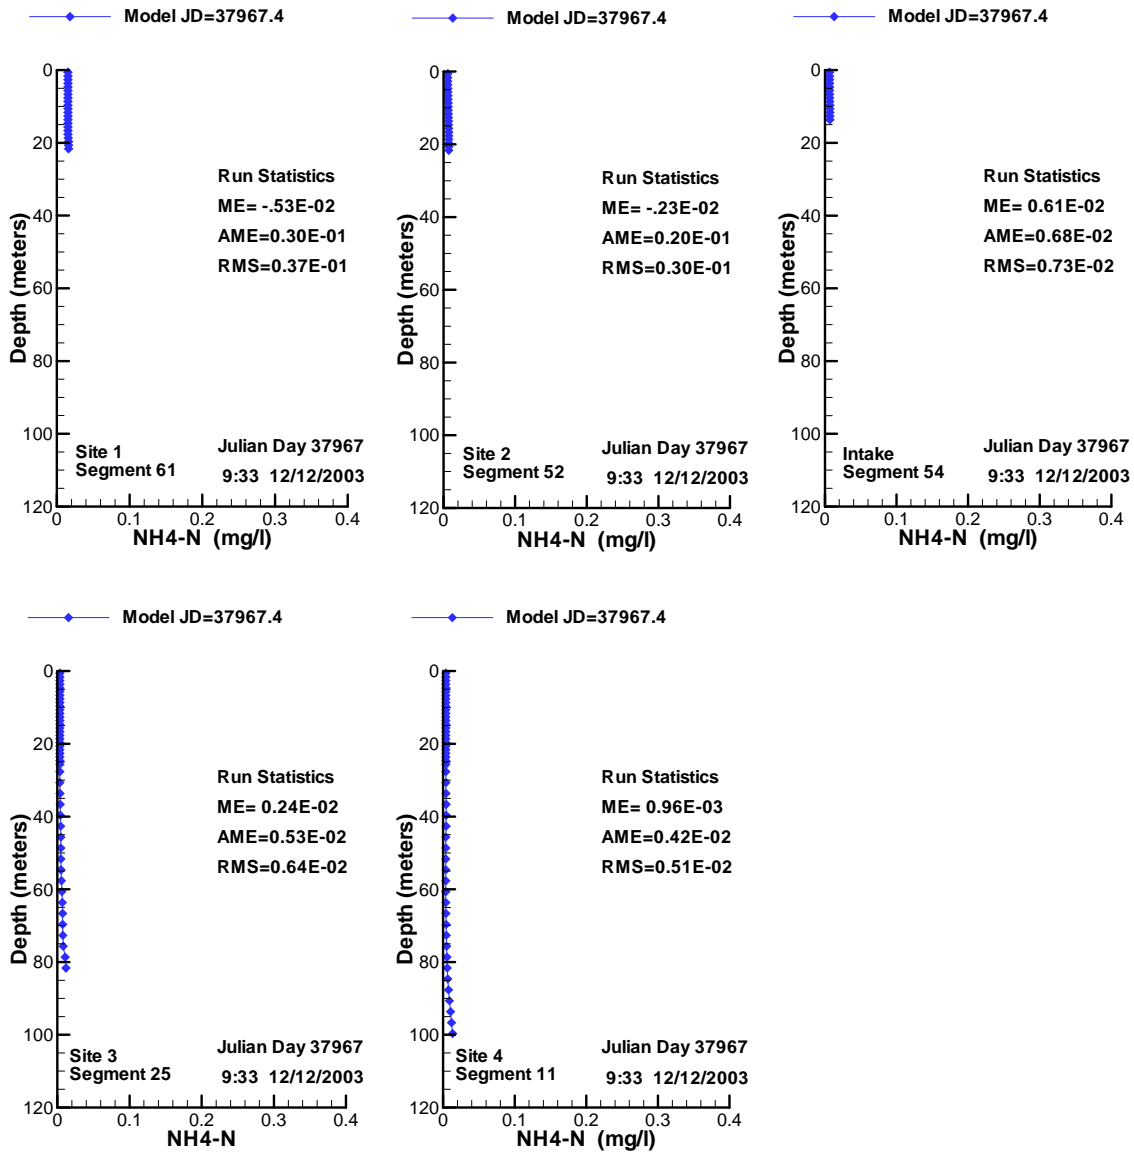 Model JD=37967.4
0
20
40
60
80
100
120
Depth (meters)
Run Statistics
ME= -.53E-02
AME=0.30E-01
RMS=0.37E-01
Site 1
Segment 61
Julian Day 37967
9:33 12/12/2003
0 0.1 0.2 0.3 0.4
NH4-N (mg/l)
Model JD=37967.4
0
20
40
60
80
100
120
Depth (meters)
Run Statistics
ME= -.23E-02
AME=0.20E-01
RMS=0.30E-01
Site 2
Segment 52
Julian Day 37967
9:33 12/12/2003
0 0.1 0.2 0.3 0.4
NH4-N (mg/l)
Model JD=37967.4
0
20
40
60
80
100
120
Depth (meters)
Run Statistics
ME= 0.61E-02
AME=0.68E-02
RMS=0.73E-02
Intake
Segment 54
Julian Day 37967
9:33 12/12/2003
0 0.1 0.2 0.3 0.4
NH4-N (mg/l)
Model JD=37967.4
0
20
40
60
80
100
120
Depth (meters)
Run Statistics
ME= 0.24E-02
AME=0.53E-02
RMS=0.64E-02
Site 3
Segment 25
Julian Day 37967
9:33 12/12/2003
0 0.1 0.2 0.3 0.4
NH4-N
Model JD=37967.4
0
20
40
60
80
100
120
Depth (meters)
Run Statistics
ME= 0.96E-03
AME=0.42E-02
RMS=0.51E-02
Site 4
Segment 11
Julian Day 37967
9:33 12/12/2003
0 0.1 0.2 0.3 0.4
NH4-N (mg/l)